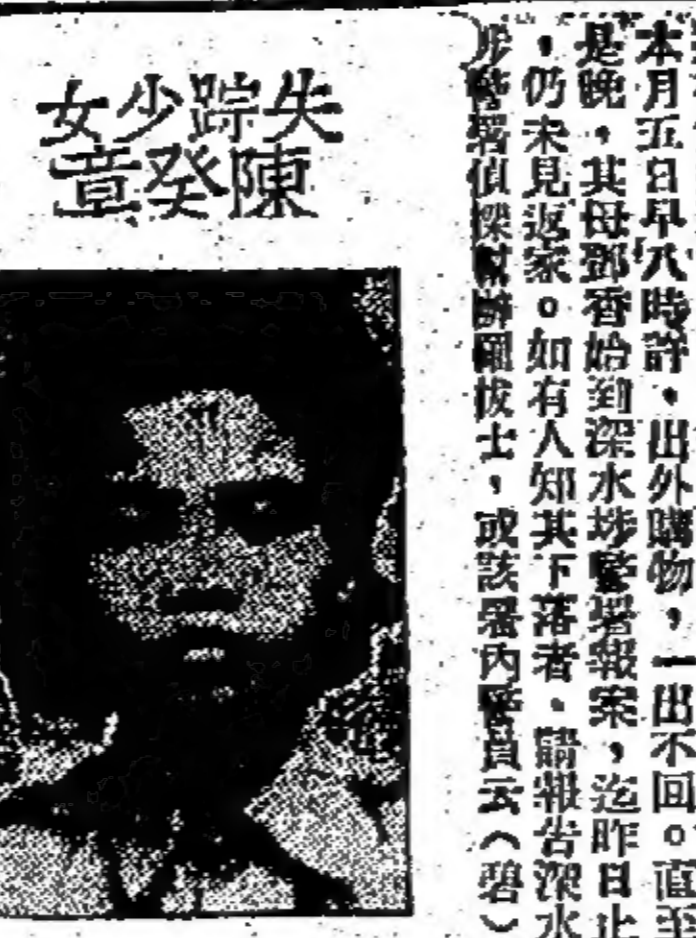 失踪少女
陳癸章
本月五日早八時許，出外購物，一出不回。直至
是晚，其母鄧香始到深水埗警署報案，迄昨日止
，仍未見返家。如有人知其下落者，請報告深水
埗警署偵探幫辦羅拔士，或該署內警員云（碧）